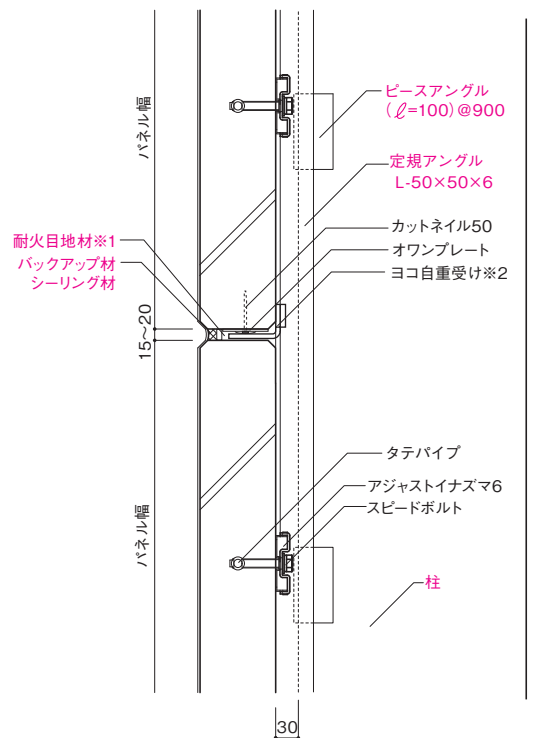 パネル幅
ピースアングル
(ℓ=100)@900
定規アングル
L-50×50×6
カットネイル50
オワンプレート
ヨコ自重受け※2
耐火目地材※1
バックアップ材
シーリング材
15~20
パネル幅
タテパイプ
アジャストイナズマ6
スピードボルト
柱
30